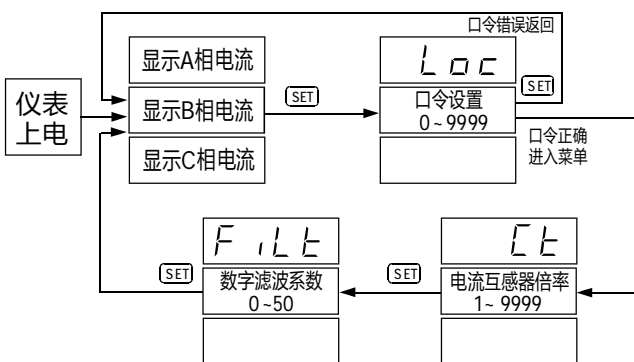 口令错误返回
显示A相电流
Loc
SET
仪表
上电
显示B相电流
SET
口令设置
0~9999
显示C相电流
口令正确
进入菜单
FiLt
Ct
SET
数字滤波系数
0~50
SET
电流互感器倍率
1~9999